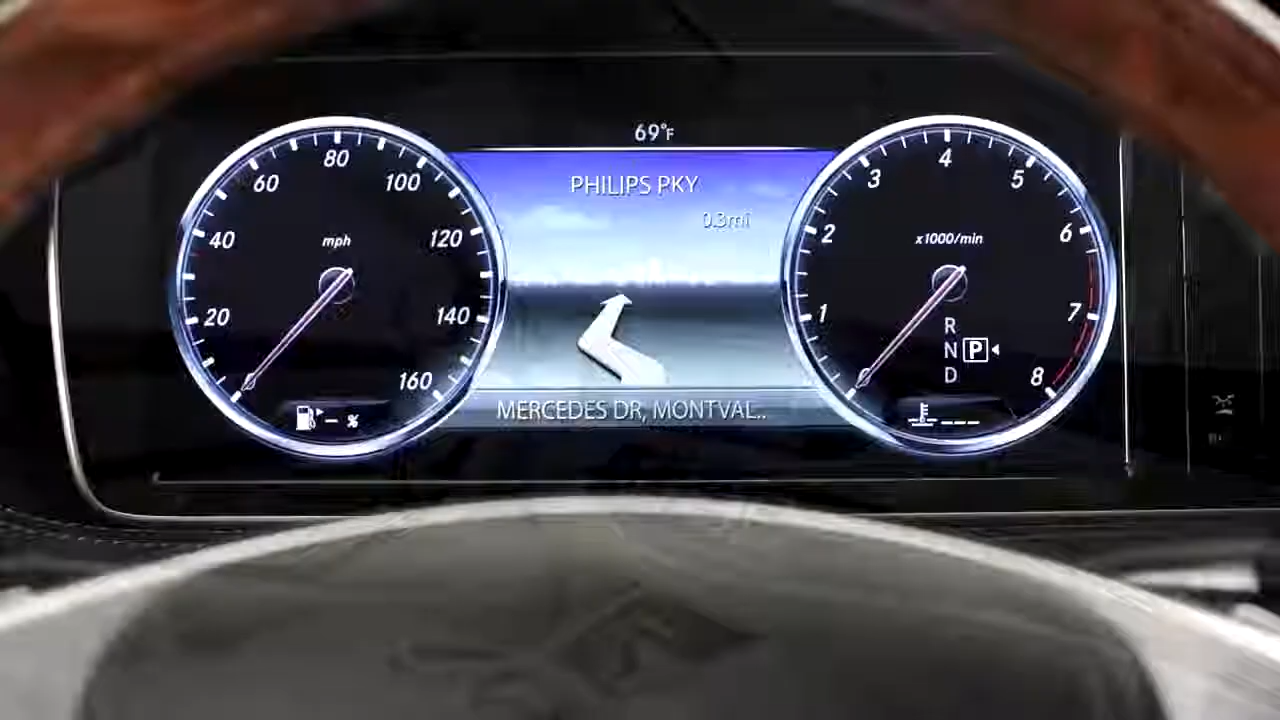 69°F
PHILIPS PKY
0.3mi
MERCEDES DR, MONTVAL..
20
40
60
80
100
120
140
160
mph
– %
1
2
3
4
5
6
7
8
x1000/min
R
N P
D